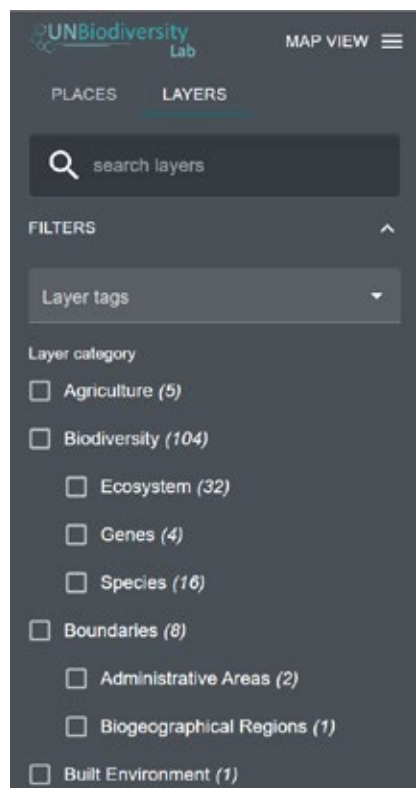 UNBiodiversity
Lab
MAP VIEW
PLACES LAYERS
search layers
FILTERS
Layer tags
Layer category
Agriculture (5)
Biodiversity (104)
Ecosystem (32)
Genes (4)
Species (16)
Boundaries (8)
Administrative Areas (2)
Biogeographical Regions (1)
Built Environment (1)